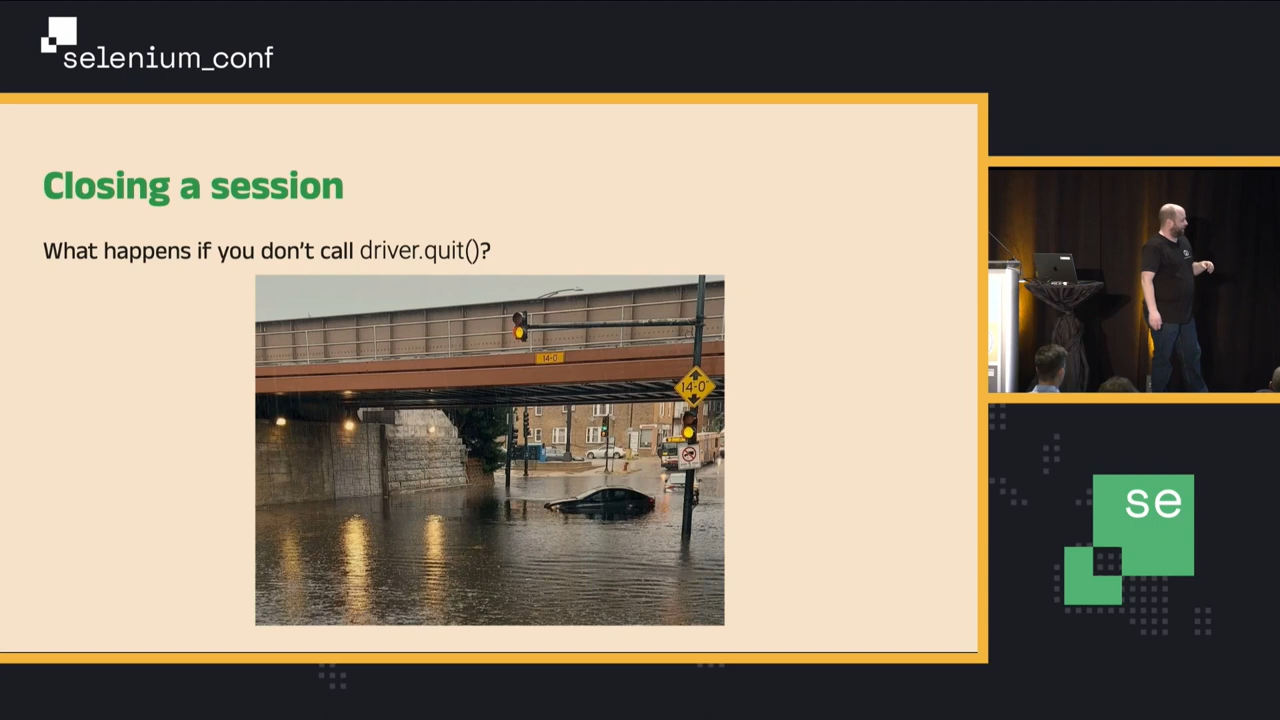 selenium_conf
Closing a session
What happens if you don't call driver.quit()?
14-0
14-0"
se